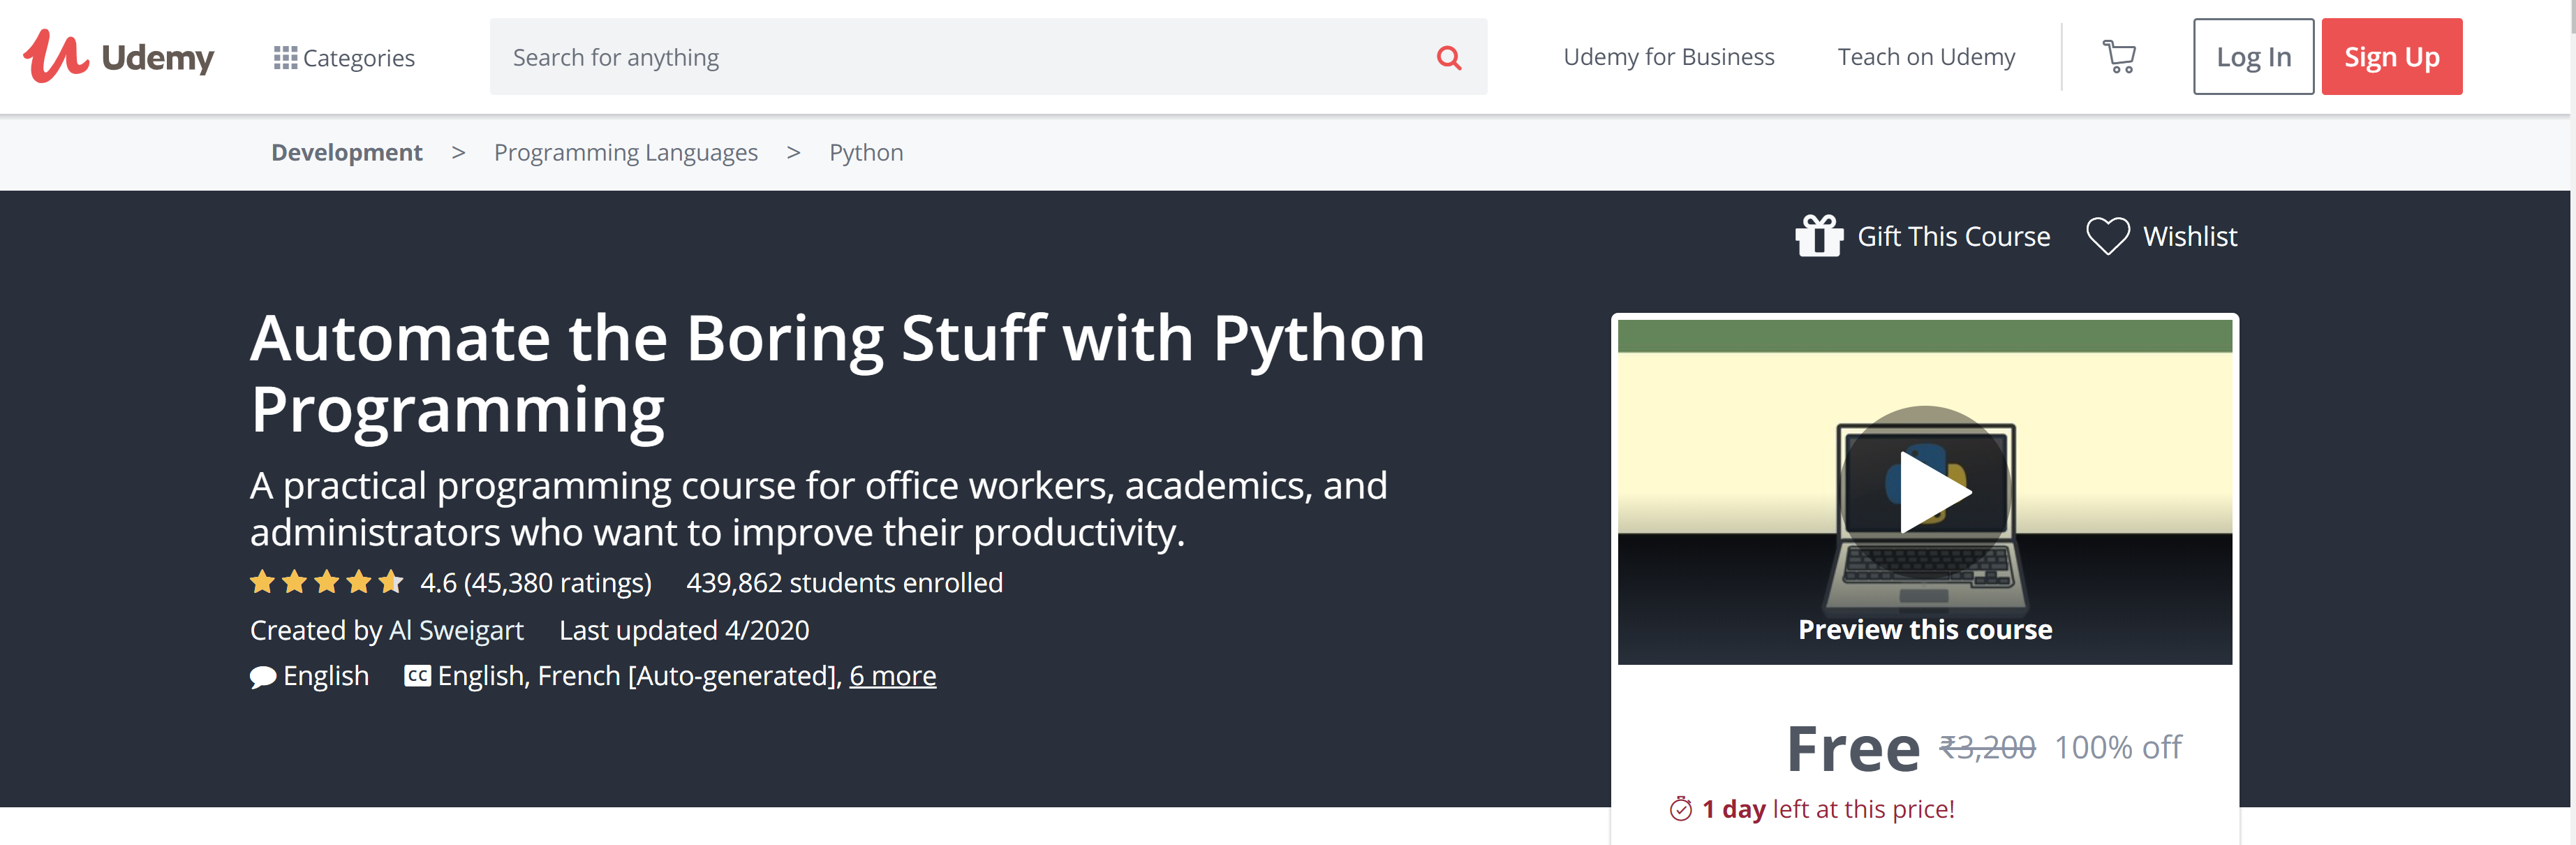 Udemy
Categories
Search for anything
Udemy for Business
Teach on Udemy
Log In
Sign Up
Development > Programming Languages > Python
Gift This Course
Wishlist
Automate the Boring Stuff with Python
Programming
A practical programming course for office workers, academics, and
administrators who want to improve their productivity.
4.6 (45,380 ratings) 439,862 students enrolled
Created by Al Sweigart Last updated 4/2020
English CC English, French [Auto-generated], 6 more
Preview this course
Free ₹3,200 100% off
1 day left at this price!